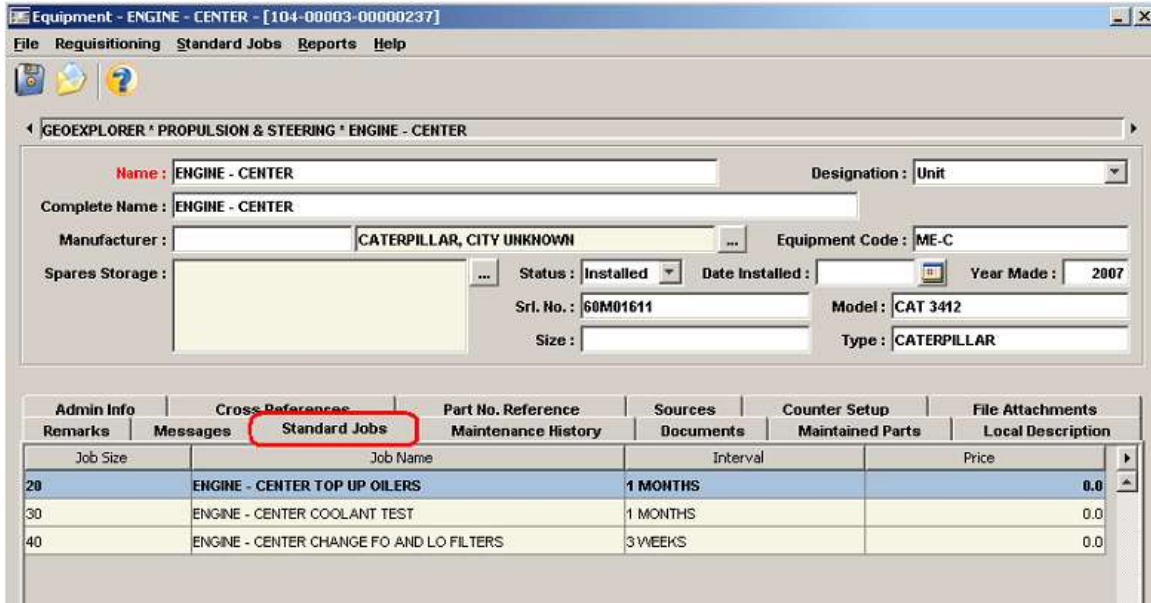 Equipment - ENGINE - CENTER - [104-00003-00000237]
File Requisitioning Standard Jobs Reports Help
GEOEXPLORER * PROPULSION & STEERING * ENGINE - CENTER
Name : ENGINE - CENTER Designation : Unit
Complete Name : ENGINE - CENTER
Manufacturer : CATERPILLAR, CITY UNKNOWN ... Equipment Code : ME-C
Spares Storage : ... Status : Installed Date Installed : Year Made : 2007
Srl. No. : 60M01611 Model : CAT 3412
Size : Type : CATERPILLAR
Admin Info Cross References Part No. Reference Sources Counter Setup File Attachments
Remarks Messages Standard Jobs Maintenance History Documents Maintained Parts Local Description
Job Size Job Name Interval Price
20 ENGINE - CENTER TOP UP OILERS 1 MONTHS 0.0
30 ENGINE - CENTER COOLANT TEST 1 MONTHS 0.0
40 ENGINE - CENTER CHANGE FO AND LO FILTERS 3 WEEKS 0.0